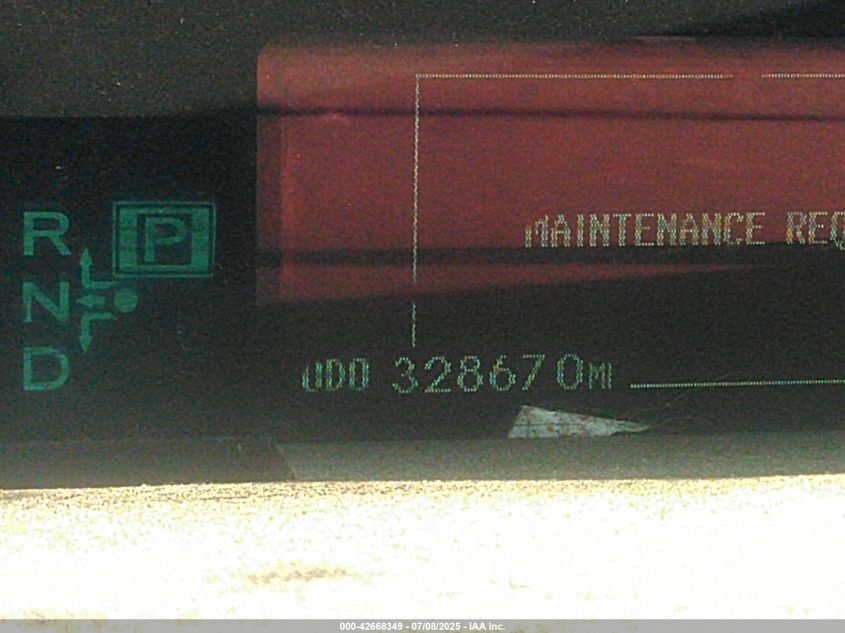 R P
MAINTENANCE REQ
N
ODO 328670MI
D
000-42668349 - 07/08/2025 - IAA Inc.